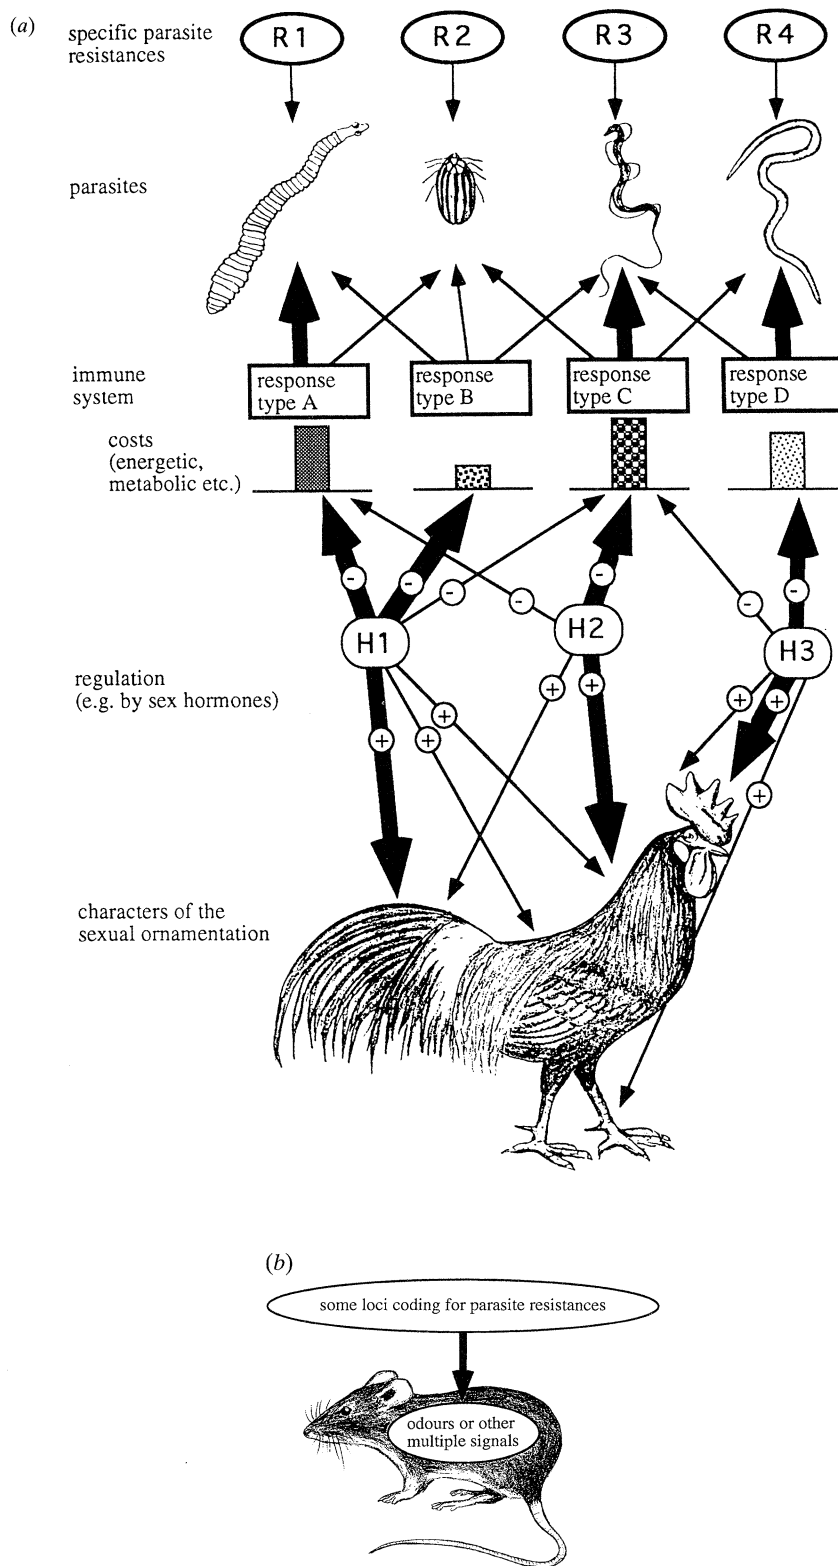 (a)
specific parasite
resistances
R1
R2
R3
R4
parasites
immune
system
response
type A
response
type B
response
type C
response
type D
costs
(energetic,
metabolic etc.)
-
-
-
-
-
-
-
H1
H2
H3
regulation
(e.g. by sex hormones)
+
+
+
+
+
+
+
+
characters of the
sexual ornamentation
(b)
some loci coding for parasite resistances
odours or other
multiple signals